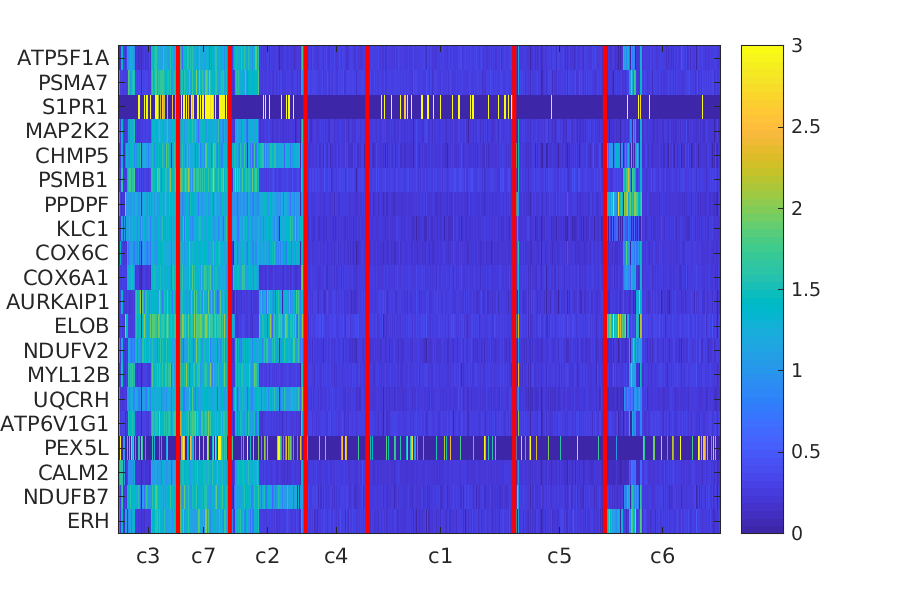 ATP5F1A
PSMA7
S1PR1
MAP2K2
CHMP5
PSMB1
PPDPF
KLC1
COX6C
COX6A1
AURKAIP1
ELOB
NDUFV2
MYL12B
UQCRH
ATP6V1G1
PEX5L
CALM2
NDUFB7
ERH
c3 c7 c2 c4 c1 c5 c6
3
2.5
2
1.5
1
0.5
0